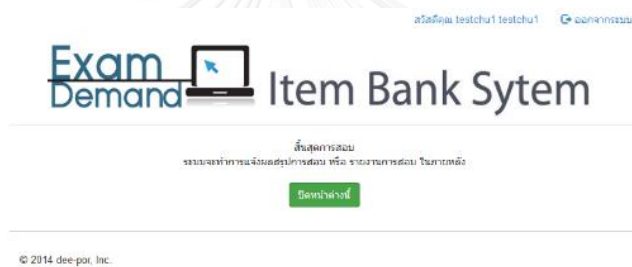 สวัสดีคุณ testchu1 testchu1 ออกจากระบบ
Exam
Demand
Item Bank Sytem
สิ้นสุดการสอบ
ระบบจะทำการแจ้งผลสรุปการสอบ หรือ รายงานการสอบ ในภายหลัง
ปิดหน้าต่างนี้
© 2014 dee-por, Inc.